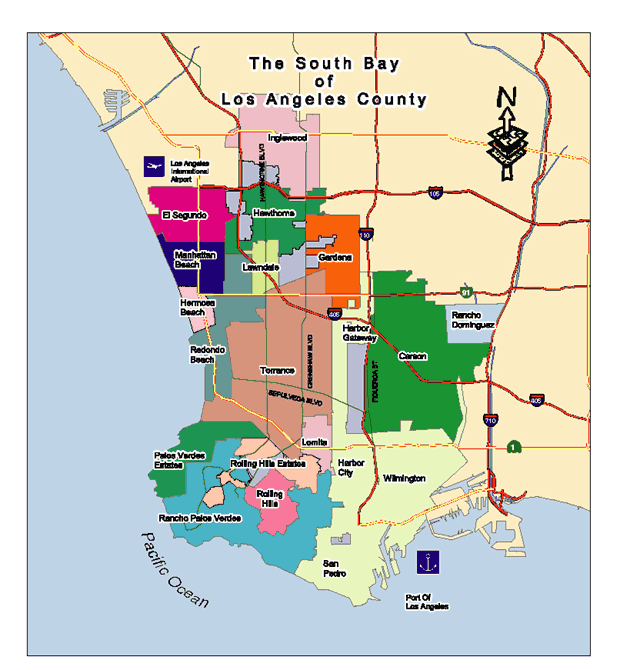 The South Bay
of
Los Angeles County
N
Inglewood
Los Angeles
International
Airport
HAWTHORNE BLVD
105
El Segundo
Hawthorne
110
Manhattan
Beach
Lawndale
Gardena
91
Hermosa
Beach
405
Rancho
Dominguez
Harbor
Gateway
Redondo
Beach
Carson
Torrance
CRENSHAW BLVD
FIGUEROA ST
SEPULVEDA BLVD
405
710
Lomita
1
Palos Verdes
Estates
Rolling Hills Estates
Harbor
City
Wilmington
Rolling
Hills
Rancho Palos Verdes
Pacific Ocean
San
Pedro
Port Of
Los Angeles